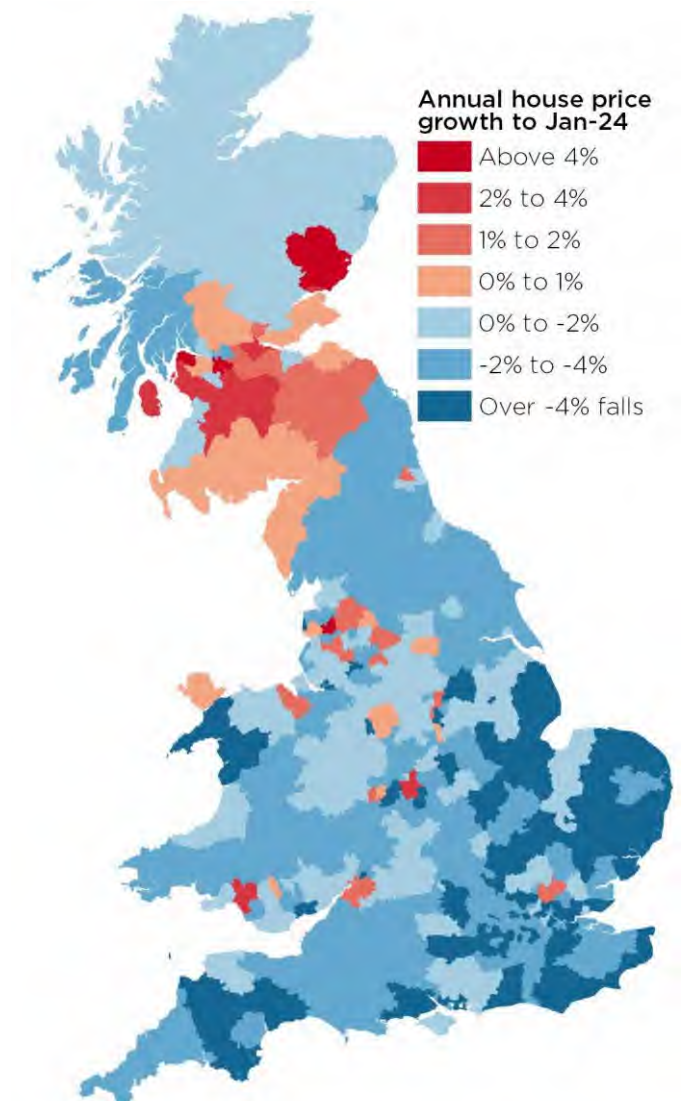 Annual house price
growth to Jan-24
Above 4%
2% to 4%
1% to 2%
0% to 1%
0% to -2%
-2% to -4%
Over -4% falls